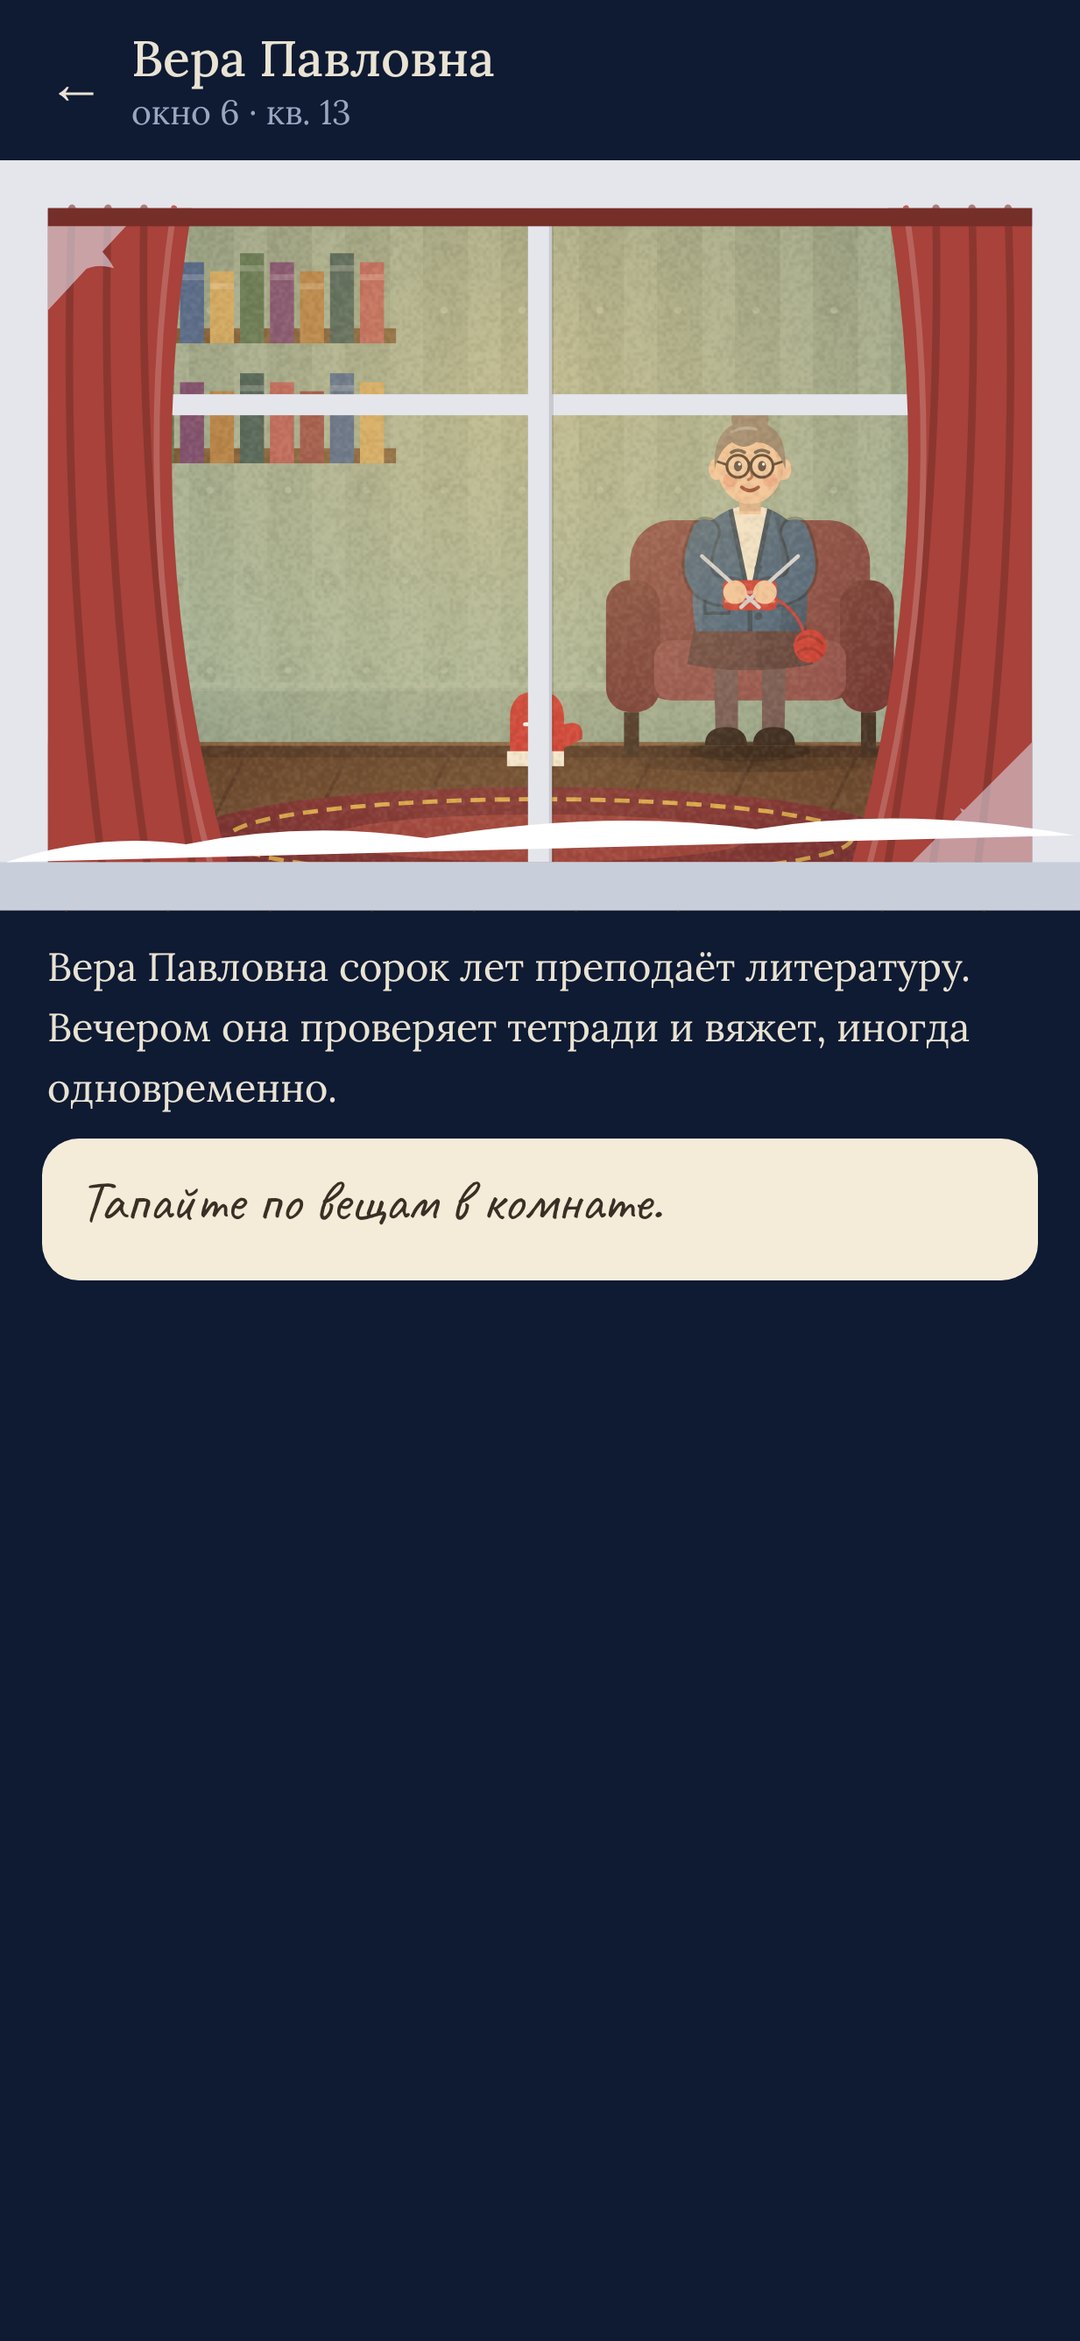 Вера Павловна
окно 6 · кв. 13
Вера Павловна сорок лет преподаёт литературу.
Вечером она проверяет тетради и вяжет, иногда
одновременно.
Тапайте по вещам в комнате.